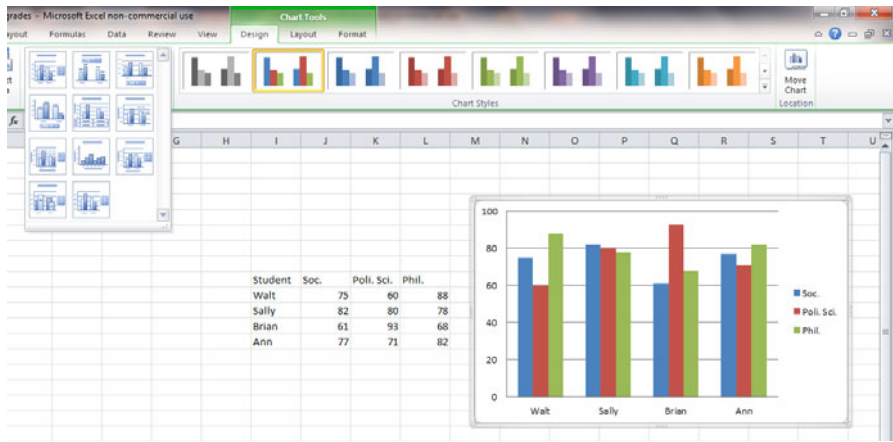 grades - Microsoft Excel non-commercial use
Chart Tools
Formulas Data Review View Design Layout Format
Chart Styles
Move
Chart
Location
fx
G H I J K L M N O P Q R S T U
Student Soc. Poli. Sci. Phil.
Walt 75 60 88
Sally 82 80 78
Brian 61 93 68
Ann 77 71 82
100
80
60
40
20
0
Walt Sally Brian Ann
Soc.
Poli. Sci.
Phil.